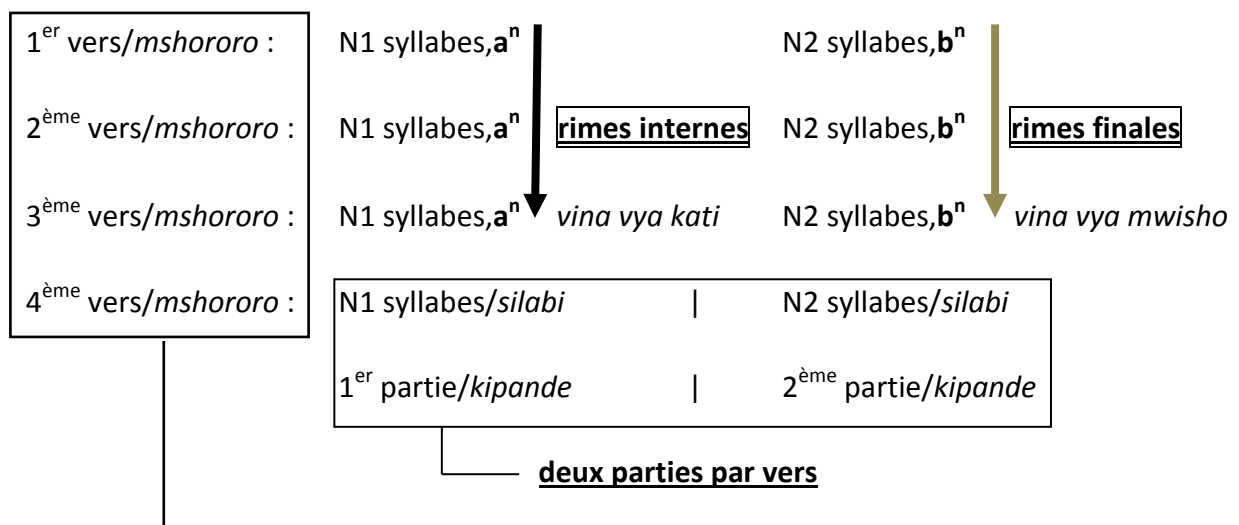 1er vers/mshororo : N1 syllabes,an N2 syllabes,bn
2ème vers/mshororo : N1 syllabes,an rimes internes N2 syllabes,bn rimes finales
3ème vers/mshororo : N1 syllabes,an vina vya kati N2 syllabes,bn vina vya mwisho
4ème vers/mshororo : N1 syllabes/silabi | N2 syllabes/silabi
1er partie/kipande | 2ème partie/kipande
deux parties par vers